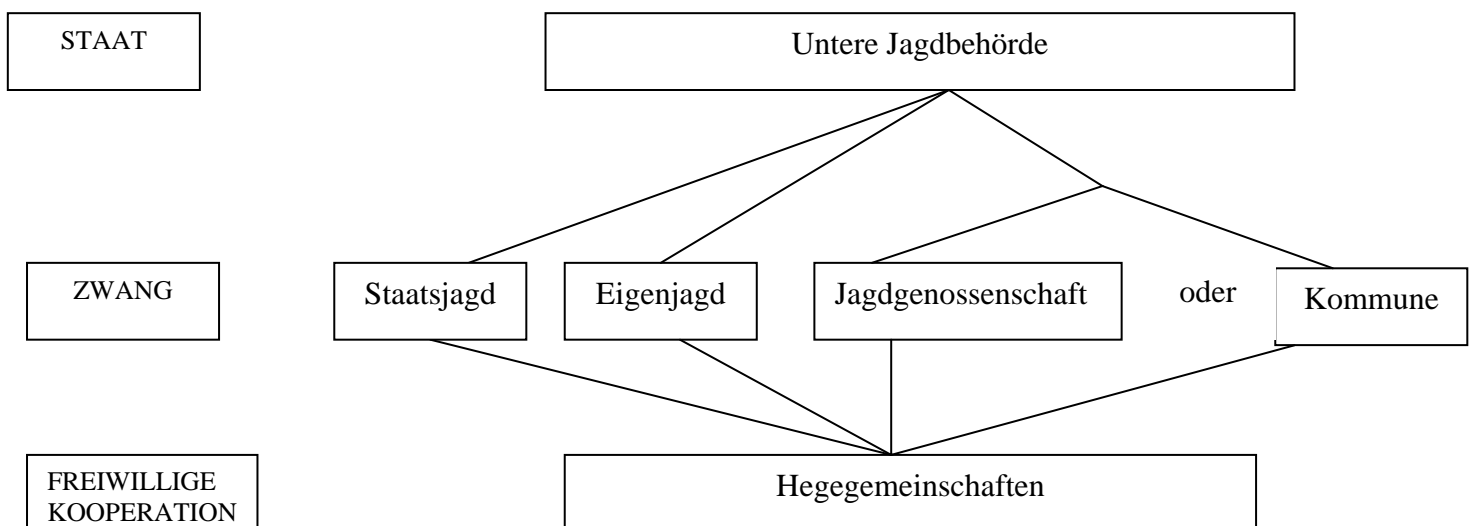 STAAT
Untere Jagdbehörde
ZWANG
Staatsjagd
Eigenjagd
Jagdgenossenschaft
oder
Kommune
FREIWILLIGE
KOOPERATION
Hegegemeinschaften